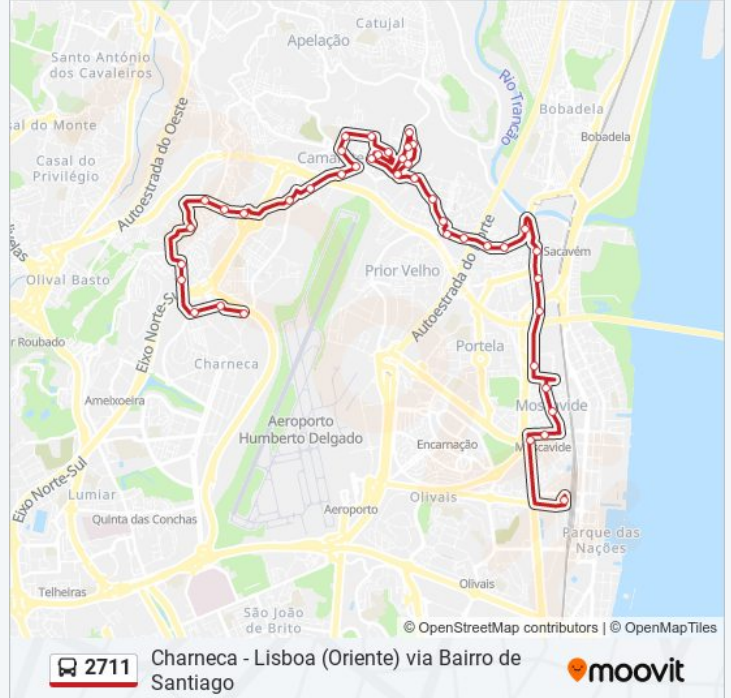 Catujal
Apelação
Santo António
dos Cavaleiros
Rio Trancão
Bobadela
sal do Monte
Autoestrada do Oeste
Bobadela
Casal do
Privilégio
Cama
Autoestrada do Norte
Sacavém
Olival Basto
Prior Velho
Eixo Norte-Su
r Roubado
Portela
Charneca
Ameixoeira
Moscavide
Aeroporto
Humberto Delgado
Encarnação
Moscavide
Eixo Norte-Sul
Lumiar
Olivais
Aeroporto
Quinta das Conchas
Parque das
Nações
Telheiras
Olivais
São João
de Brito
© OpenStreetMap contributors | © OpenMapTiles
2711
Charneca - Lisboa (Oriente) via Bairro de
Santiago
moovit